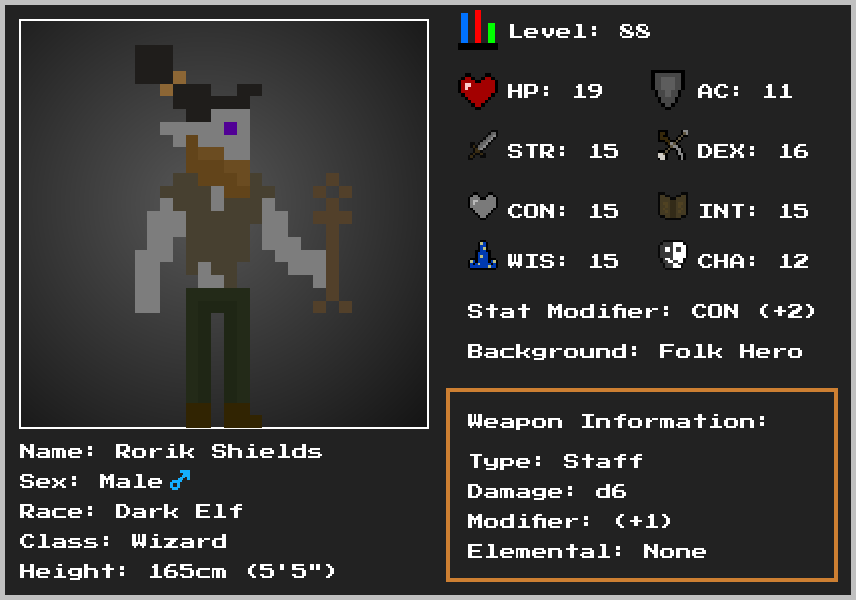 Level: 88
HP: 19
AC: 11
STR: 15
DEX: 16
CON: 15
INT: 15
WIS: 15
CHA: 12
Stat Modifier: CON (+2)
Background: Folk Hero
Weapon Information:
Type: Staff
Damage: d6
Modifier: (+1)
Elemental: None
Name: Rorik Shields
Sex: Male♂
Race: Dark Elf
Class: Wizard
Height: 165cm (5'5")